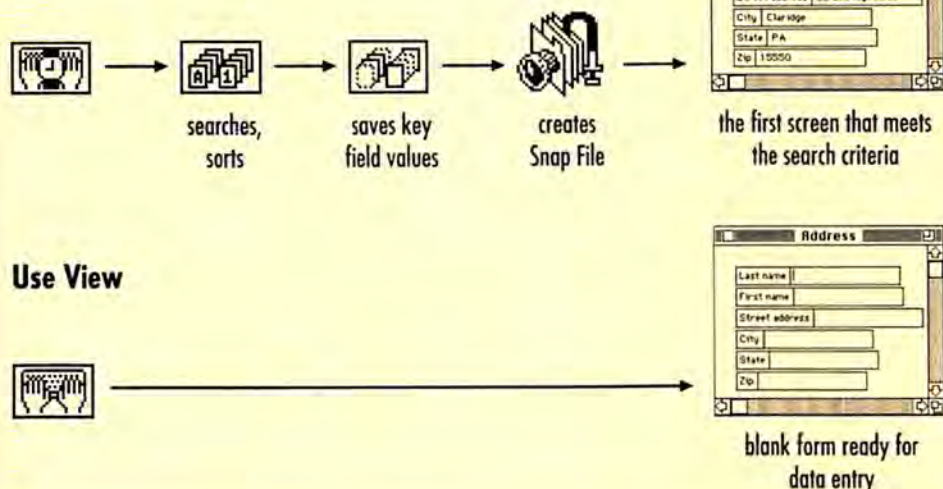 City Claridge
State PA
Zip 15550
A 1
searches,
sorts
saves key
field values
creates
Snap File
the first screen that meets
the search criteria
Use View
Address
Last name
First name
Street address
City
State
Zip
blank form ready for
data entry